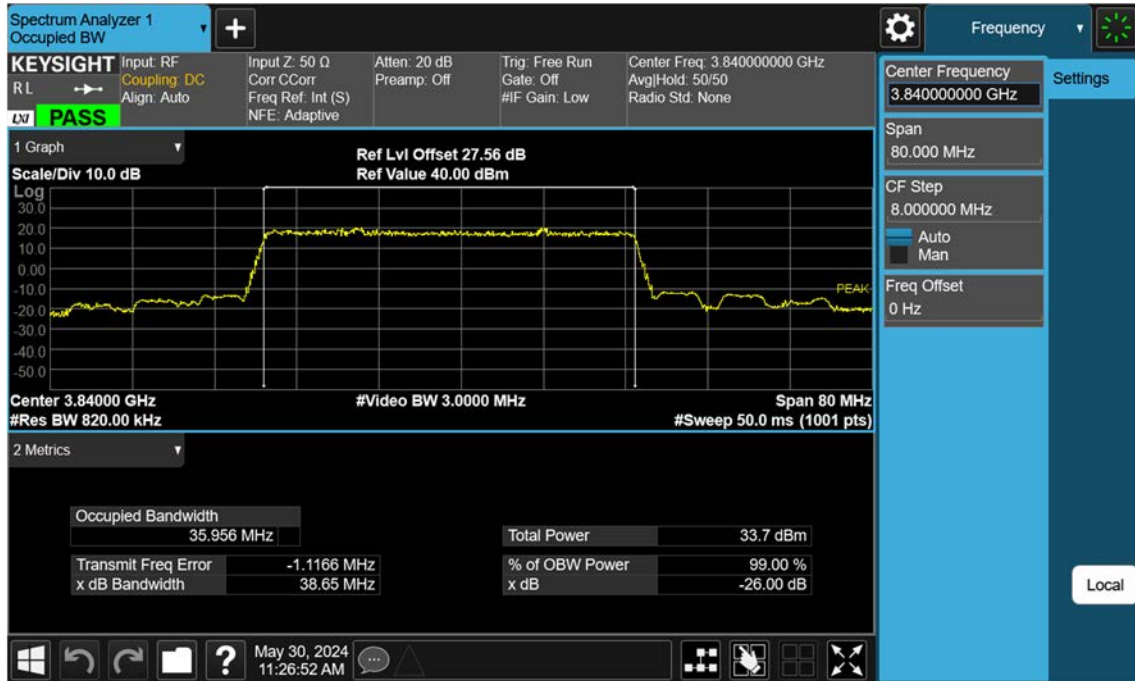 Spectrum Analyzer 1
Occupied BW
Frequency
KEYSIGHT
RL
LXI PASS
Input: RF
Coupling: DC
Align: Auto
Input Z: 50 Ω
Corr CCorr
Freq Ref: Int (S)
NFE: Adaptive
Atten: 20 dB
Preamp: Off
Trig: Free Run
Gate: Off
#IF Gain: Low
Center Freq: 3.840000000 GHz
Avg|Hold: 50/50
Radio Std: None
Center Frequency
3.840000000 GHz
Settings
Span
80.000 MHz
CF Step
8.000000 MHz
Auto
Man
Freq Offset
0 Hz
Local
1 Graph
Scale/Div 10.0 dB
Ref Lvl Offset 27.56 dB
Ref Value 40.00 dBm
Log
30.0
20.0
10.0
0.00
-10.0
-20.0
-30.0
-40.0
-50.0
PEAK
Center 3.84000 GHz
#Video BW 3.0000 MHz
Span 80 MHz
#Res BW 820.00 kHz
#Sweep 50.0 ms (1001 pts)
2 Metrics
Occupied Bandwidth
35.956 MHz
Total Power 33.7 dBm
Transmit Freq Error -1.1166 MHz
% of OBW Power 99.00 %
x dB Bandwidth 38.65 MHz
x dB -26.00 dB
?
May 30, 2024
11:26:52 AM